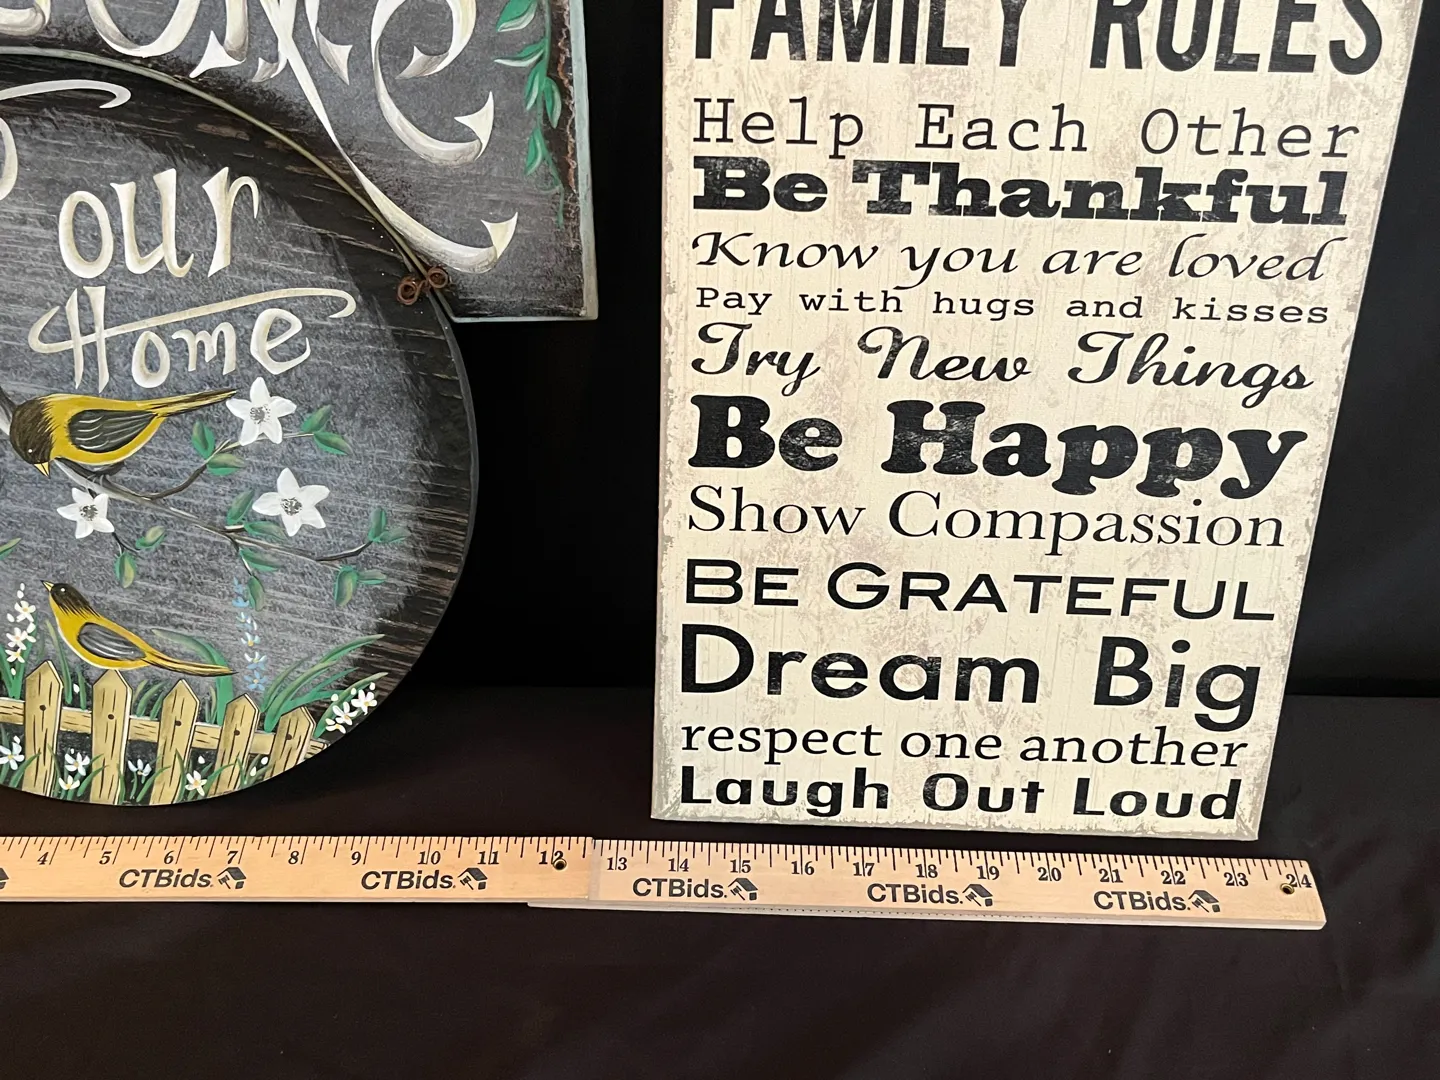 our
Home
FAMILY RULES
Help Each Other
Be Thankful
Know you are loved
Pay with hugs and kisses
Try New Things
Be Happy
Show Compassion
BE GRATEFUL
Dream Big
respect one another
Laugh Out Loud
4 5 6 7 8 9 10 11 12 13 14 15 16 17 18 19 20 21 22 23 24
CTBids. CTBids. CTBids. CTBids. CTBids.